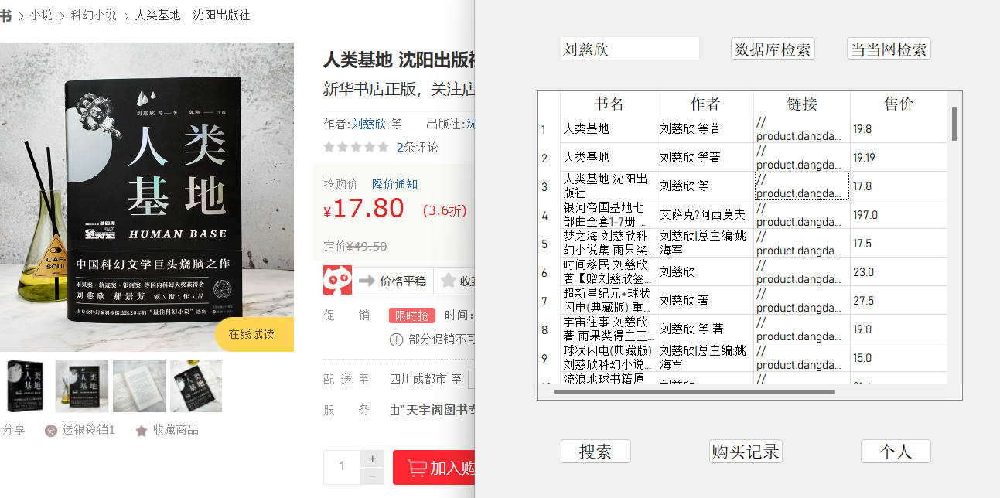 书 > 小说 > 科幻小说 > 人类基地 沈阳出版社
刘慈欣 等一著 郭凯一主编
人类
基地
GENE
HUMAN BASE
CAP
SOUL
中国科幻文学巨头烧脑之作
雨果奖·轨迹奖·银河奖 等国内科幻大奖获得者
刘慈欣 郝景芳 领\衔\作\品
由专业科幻编辑根据连续20年的"最佳科幻小说"选出
在线试读
分享 送银铃铛1 收藏商品
人类基地 沈阳出版社
新华书店正版，关注店
作者:刘慈欣 等 出版社:沈
2条评论
抢购价 降价通知
¥17.80 (3.6折)
定价¥49.50
价格平稳 收藏
促 销 限时抢 时间:
部分促销不可
配送至 四川成都市 至
服 务 由"天宇阁图书专
1 + −
加入购
刘慈欣 数据库检索 当当网检索
书名 作者 链接 售价
1 人类基地 刘慈欣 等著 // product.dangda... 19.8
2 人类基地 刘慈欣 等著 // product.dangda... 19.19
3 人类基地 沈阳出版社 刘慈欣 等 // product.dangda... 17.8
4 银河帝国基地七部曲全套1-7册 ... 艾萨克?阿西莫夫 // product.dangda... 197.0
5 梦之海 刘慈欣科幻小说集 雨果奖... 刘慈欣|总主编:姚海军 // product.dangda... 17.5
6 时间移民 刘慈欣著【赠刘慈欣签... 刘慈欣 // product.dangda... 23.0
7 超新星纪元+球状闪电(典藏版) 重... 刘慈欣 著 // product.dangda... 27.5
8 宇宙往事 刘慈欣著 雨果奖得主三... 刘慈欣 等 著 // product.dangda... 19.0
9 球状闪电(典藏版) 刘慈欣科幻小说... 刘慈欣|总主编:姚海军 // product.dangda... 15.0
流浪地球书籍原 刘慈欣 //
搜索 购买记录 个人